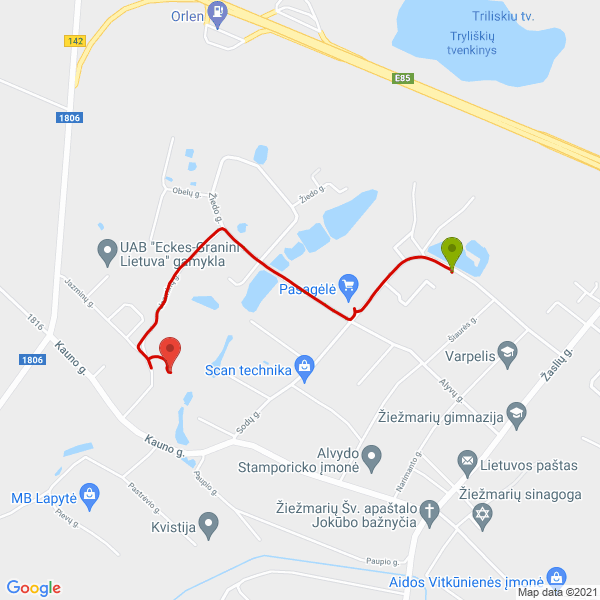 Orlen
Triliskiu tv.
Tryliškių
tvenkinys
142
E85
1806
Obelų g.
Žiedo g.
Žiedo g.
UAB "Eckes-Granini
Lietuva" gamykla
Pasagėlė
Jazminų g.
1816
Šiaurės g.
1806
Kauno g.
Varpelis
Žaslių g.
Scan technika
Alyvų g.
Žiežmarių gimnazija
Sodų g.
Kauno g.
Alvydo
Stamporicko įmonė
Narimanto g.
Lietuvos paštas
Paupio g.
Žiežmarių sinagoga
MB Lapytė
Pastrevio g.
Pievų g.
Žiežmarių Šv. apaštalo
Jokūbo bažnyčia
Kvistija
Paupio g.
Aidos Vitkūnienės įmonė
Google
Map data ©2021